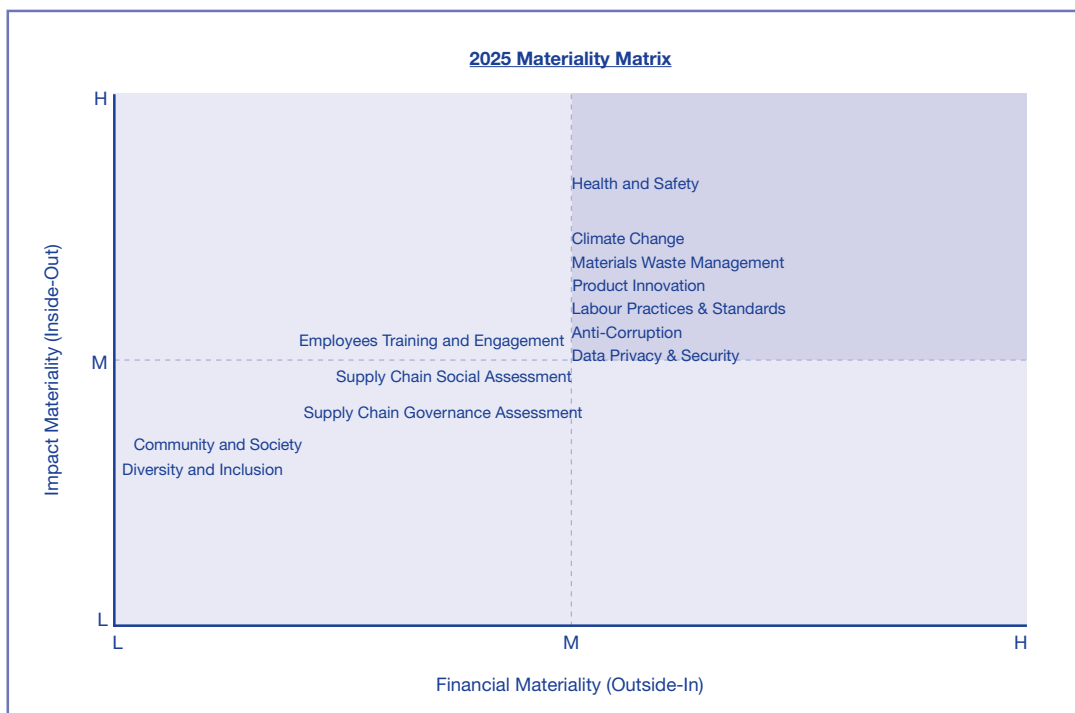 2025 Materiality Matrix
H
Health and Safety
Climate Change
Materials Waste Management
Product Innovation
Labour Practices & Standards
Anti-Corruption
Employees Training and Engagement
Data Privacy & Security
M
Supply Chain Social Assessment
Supply Chain Governance Assessment
Community and Society
Diversity and Inclusion
Impact Materiality (Inside-Out)
L
L
M
H
Financial Materiality (Outside-In)